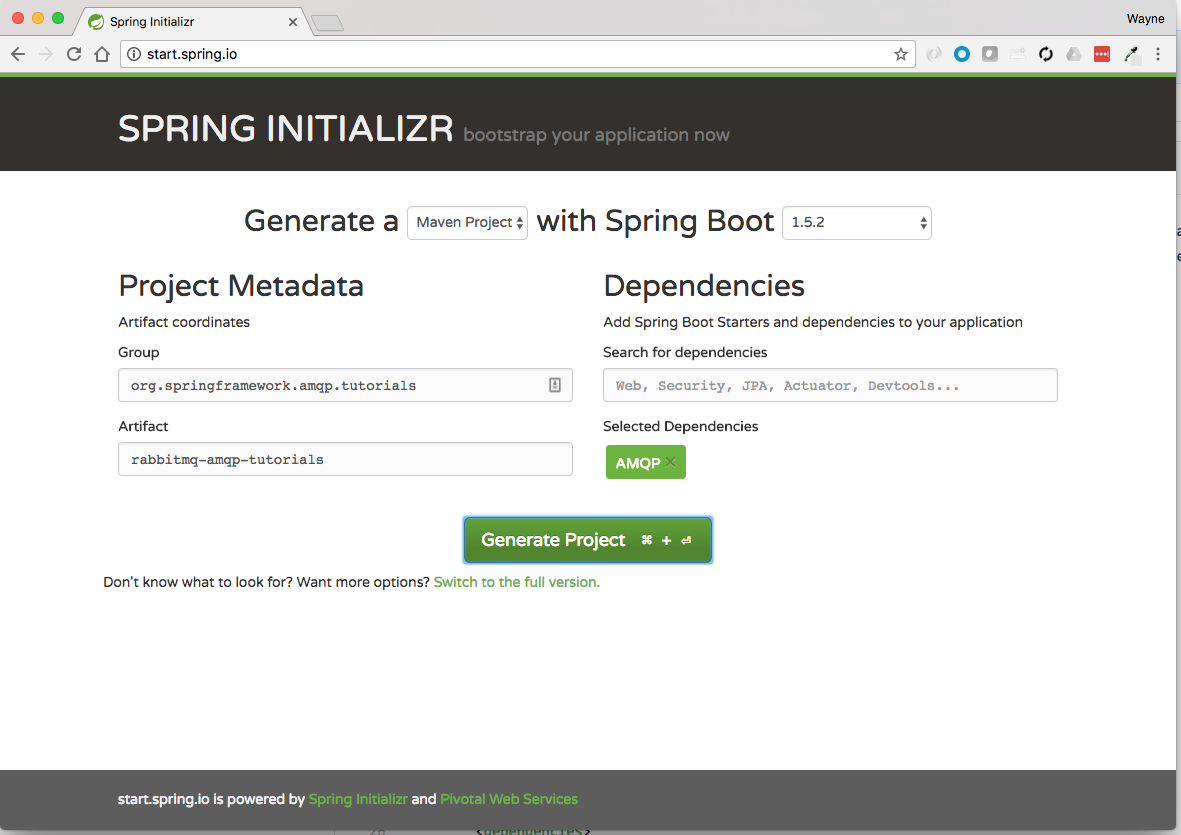 Spring Initializr
Wayne
start.spring.io
SPRING INITIALIZR bootstrap your application now
Generate a Maven Project with Spring Boot 1.5.2
Project Metadata
Artifact coordinates
Group
org.springframework.amqp.tutorials
Artifact
rabbitmq-amqp-tutorials
Dependencies
Add Spring Boot Starters and dependencies to your application
Search for dependencies
Web, Security, JPA, Actuator, Devtools...
Selected Dependencies
AMQP ×
Generate Project ⌘ + ⏎
Don't know what to look for? Want more options? Switch to the full version.
start.spring.io is powered by Spring Initializr and Pivotal Web Services
<dependencies>